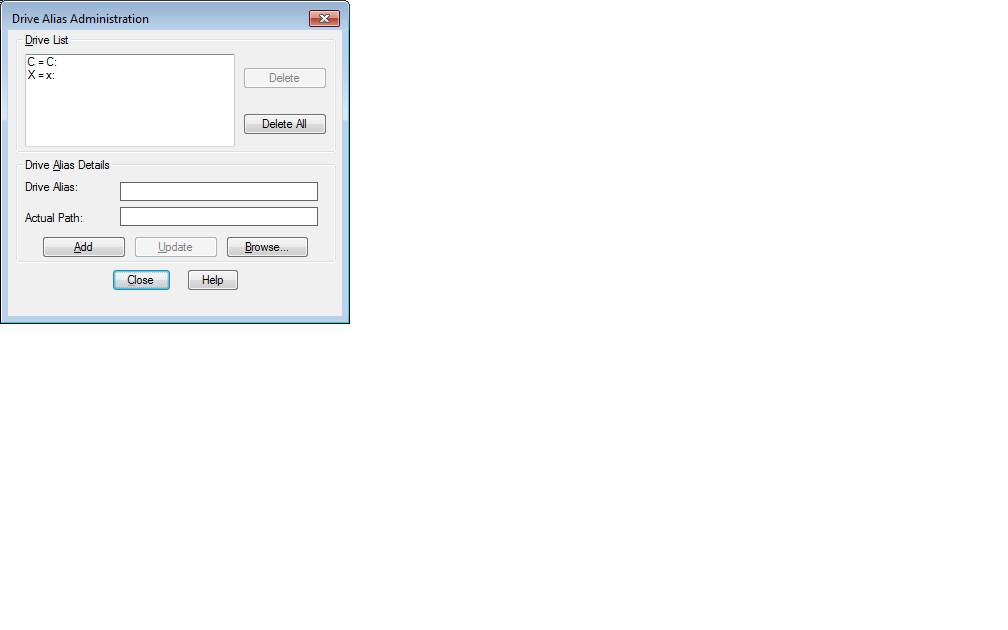 Drive Alias Administration
Drive List
C = C:
X = x:
Delete
Delete All
Drive Alias Details
Drive Alias:
Actual Path:
Add Update Browse...
Close Help